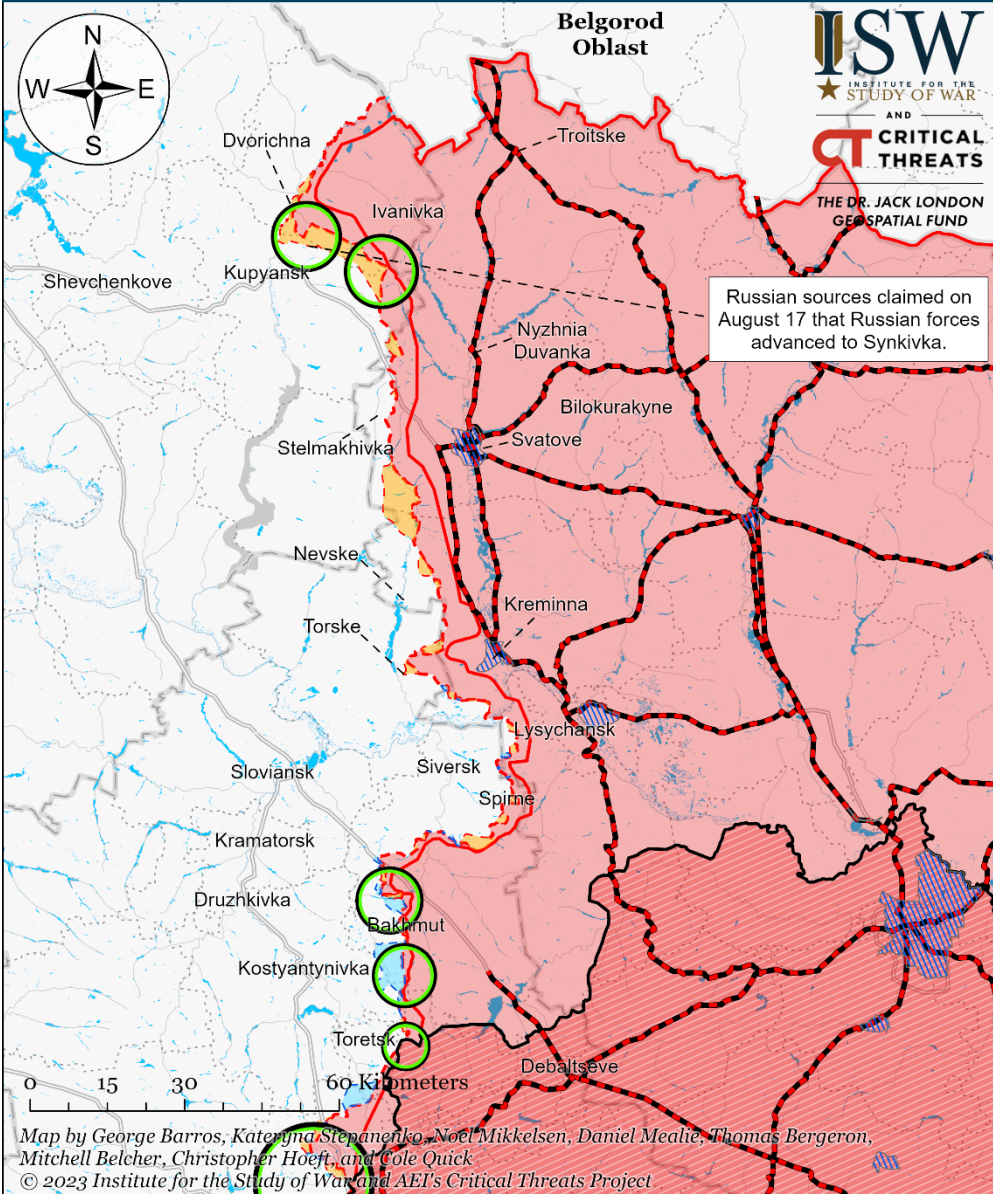 N
W
E
S
Belgorod
Oblast
ISW
INSTITUTE FOR THE
STUDY OF WAR
AND
CT CRITICAL
THREATS
THE DR. JACK LONDON
GEOSPATIAL FUND
Dvorichna
Troitske
Ivanivka
Kupyansk
Shevchenkove
Russian sources claimed on
August 17 that Russian forces
advanced to Synkivka.
Nyzhnia
Duvanka
Bilokurakyne
Stelmakhivka
Svatove
Nevske
Kreminna
Torske
Lysychansk
Sloviansk
Siversk
Spirne
Kramatorsk
Druzhkivka
Bakhmut
Kostyantynivka
Toretsk
Debaltseve
0 15 30 60 Kilometers
Map by George Barros, Kateryna Stepanenko, Noel Mikkelsen, Daniel Mealie, Thomas Bergeron,
Mitchell Belcher, Christopher Hoeft, and Cole Quick
© 2023 Institute for the Study of War and AEI's Critical Threats Project